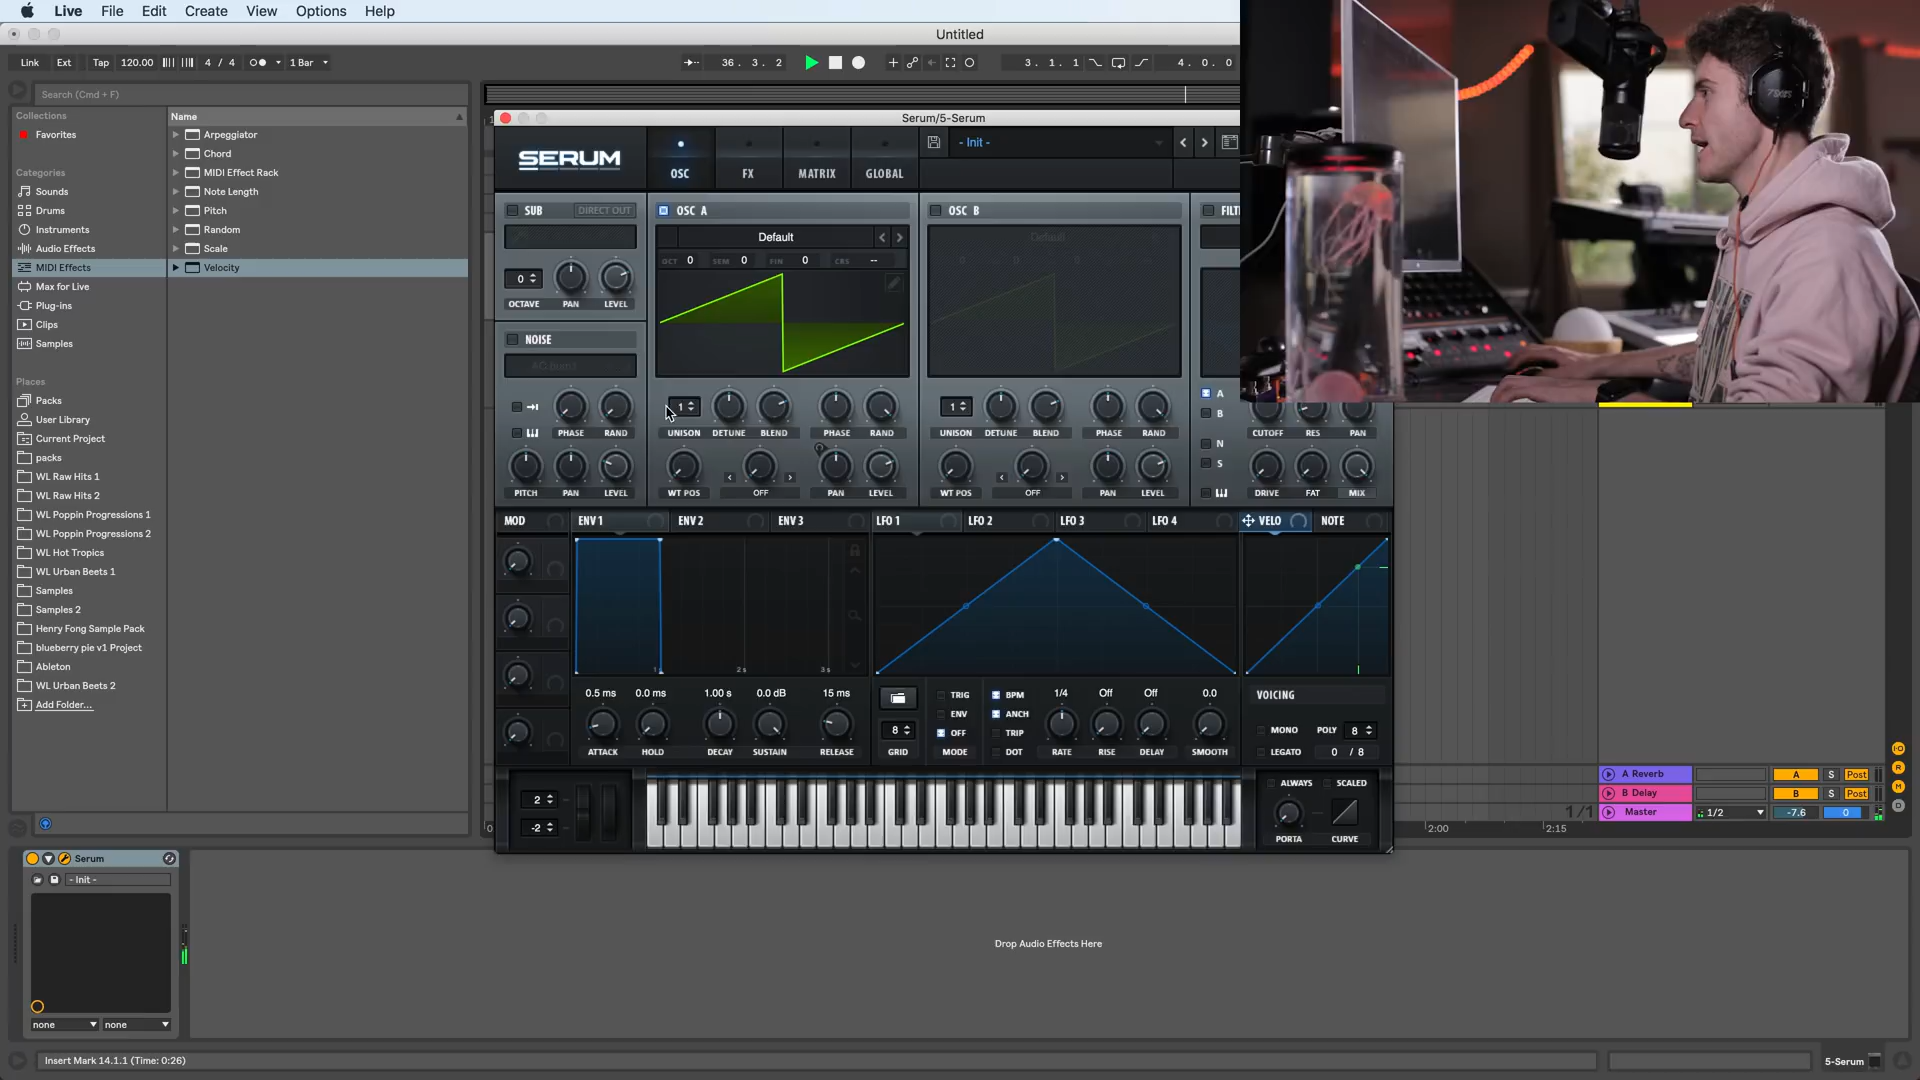 Live File Edit Create View Options Help
Untitled
Link Ext Tap 120.00 4 / 4 1 Bar 36. 3. 2 3. 1. 1 4. 0. 0
Search (Cmd + F)
Collections
Favorites
Categories
Sounds
Drums
Instruments
Audio Effects
MIDI Effects
Max for Live
Plug-ins
Clips
Samples
Places
Packs
User Library
Current Project
packs
WL Raw Hits 1
WL Raw Hits 2
WL Poppin Progressions 1
WL Poppin Progressions 2
WL Hot Tropics
WL Urban Beets 1
Samples
Samples 2
Henry Fong Sample Pack
blueberry pie v1 Project
Ableton
WL Urban Beets 2
Add Folder...
Name
Arpeggiator
Chord
MIDI Effect Rack
Note Length
Pitch
Random
Scale
Velocity
Serum/5-Serum
SERUM
OSC FX MATRIX GLOBAL
- Init -
SUB DIRECT OUT
OSC A
OSC B
FILT
Default
Default
OCT 0 SEM 0 FIN 0 CRS --
0
OCTAVE PAN LEVEL
NOISE
AC hum1
PHASE RAND
PITCH PAN LEVEL
1
UNISON DETUNE BLEND PHASE RAND
WT POS OFF PAN LEVEL
1
UNISON DETUNE BLEND PHASE RAND
WT POS OFF PAN LEVEL
A
B
N
S
CUTOFF RES PAN
DRIVE FAT MIX
MOD ENV 1 ENV 2 ENV 3 LFO 1 LFO 2 LFO 3 LFO 4 VELO NOTE
1s 2s 3s
0.5 ms 0.0 ms 1.00 s 0.0 dB 15 ms
ATTACK HOLD DECAY SUSTAIN RELEASE
8
GRID
TRIG
ENV
OFF
MODE
BPM
ANCH
TRIP
DOT
1/4 Off Off 0.0
RATE RISE DELAY SMOOTH
VOICING
MONO POLY 8
LEGATO 0 / 8
2
-2
ALWAYS SCALED
PORTA CURVE
A Reverb A S Post
B Delay B S Post
Master 1/2 -7.6 0
1/1
2:00 2:15
Serum
- Init -
none none
Drop Audio Effects Here
Insert Mark 14.1.1 (Time: 0:26)
5-Serum